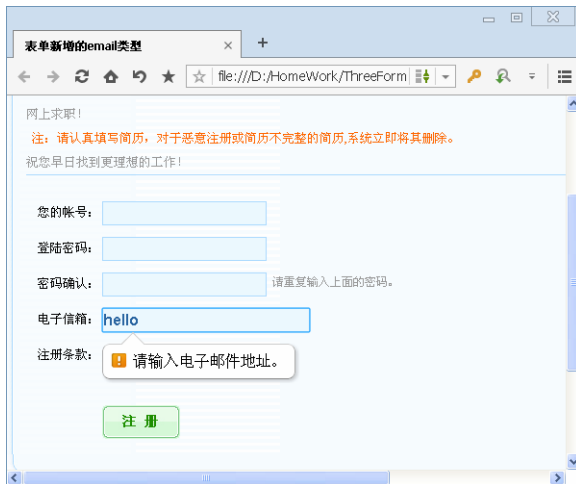 表单新增的email类型
file:///D:/HomeWork/ThreeForm
网上求职！
注：请认真填写简历，对于恶意注册或简历不完整的简历,系统立即将其删除。
祝您早日找到更理想的工作！
您的帐号：
登陆密码：
密码确认： 请重复输入上面的密码。
电子信箱： hello
注册条款： 请输入电子邮件地址。
注 册